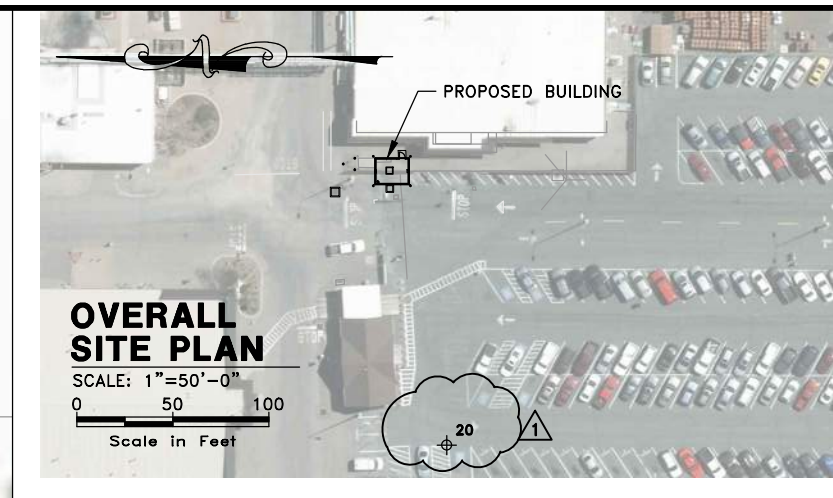 PROPOSED BUILDING
STOP
OVERALL
SITE PLAN
SCALE: 1"=50'-0"
0 50 100
Scale in Feet
20
1